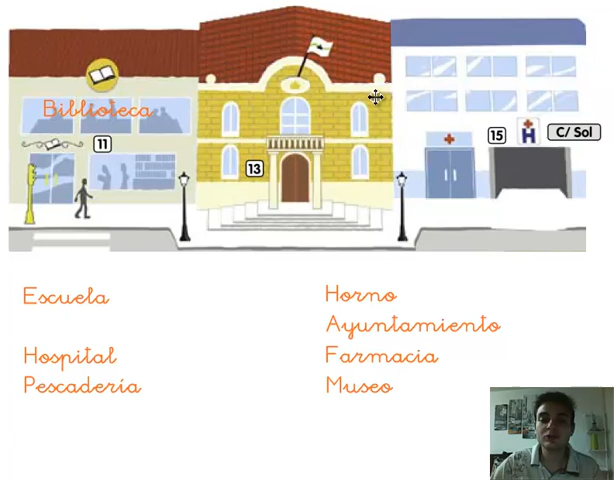 Biblioteca
11
13
15
H
C/ Sol
Escuela
Horno
Ayuntamiento
Hospital
Farmacia
Pescadería
Museo